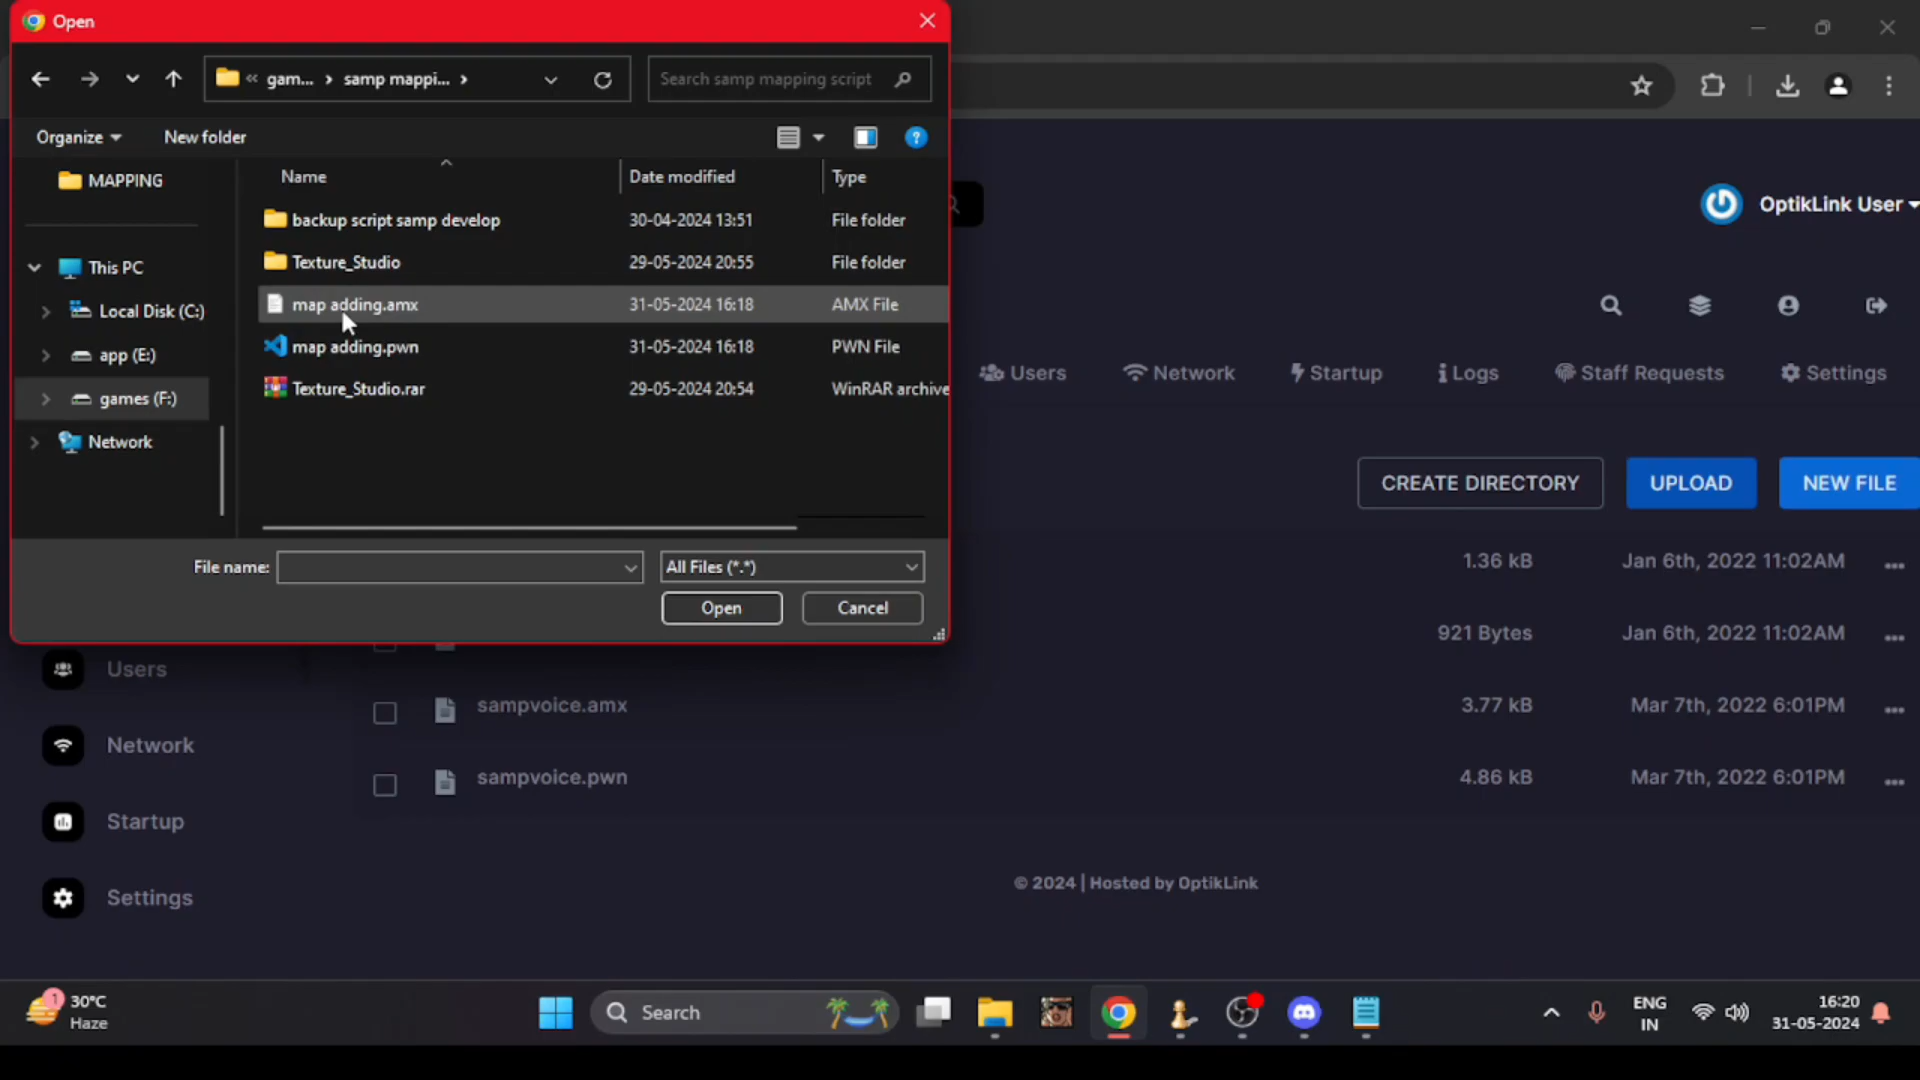 Open
gam... > samp mappi... >
Search samp mapping script
Organize
New folder
MAPPING
This PC
Local Disk (C:)
app (E:)
games (F:)
Network
Name
Date modified
Type
backup script samp develop
30-04-2024 13:51
File folder
Texture_Studio
29-05-2024 20:55
File folder
map adding.amx
31-05-2024 16:18
AMX File
map adding.pwn
31-05-2024 16:18
PWN File
Texture_Studio.rar
29-05-2024 20:54
WinRAR archive
File name:
All Files (*.*)
Open
Cancel
OptikLink User
Users
Network
Startup
Logs
Staff Requests
Settings
CREATE DIRECTORY
UPLOAD
NEW FILE
1.36 kB
Jan 6th, 2022 11:02AM
921 Bytes
Jan 6th, 2022 11:02AM
sampvoice.amx
3.77 kB
Mar 7th, 2022 6:01PM
sampvoice.pwn
4.86 kB
Mar 7th, 2022 6:01PM
Users
Network
Startup
Settings
© 2024 | Hosted by OptikLink
1
30°C
Haze
Search
ENG
IN
16:20
31-05-2024